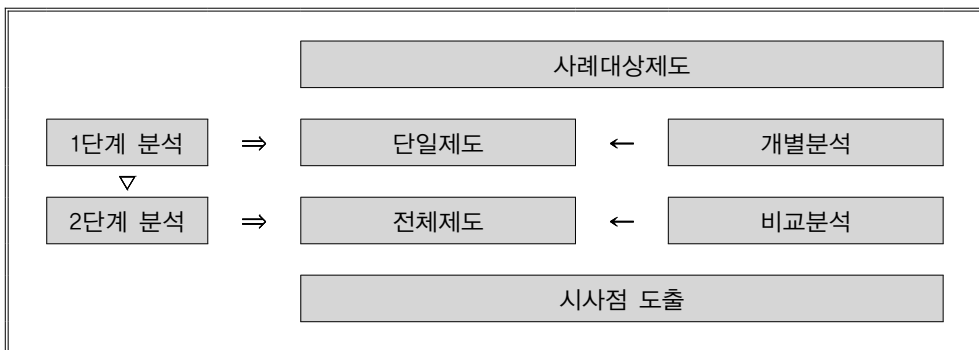 사례대상제도
1단계 분석 ⇒ 단일제도 ← 개별분석
▽
2단계 분석 ⇒ 전체제도 ← 비교분석
시사점 도출